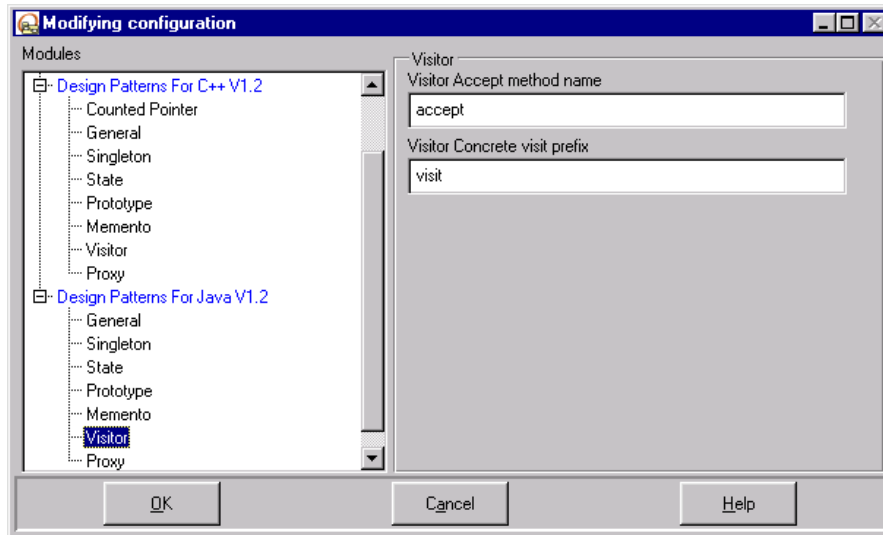 Modifying configuration
Modules
Design Patterns For C++ V1.2
Counted Pointer
General
Singleton
State
Prototype
Memento
Visitor
Proxy
Design Patterns For Java V1.2
General
Singleton
State
Prototype
Memento
Visitor
Proxy
Visitor
Visitor Accept method name
accept
Visitor Concrete visit prefix
visit
OK
Cancel
Help